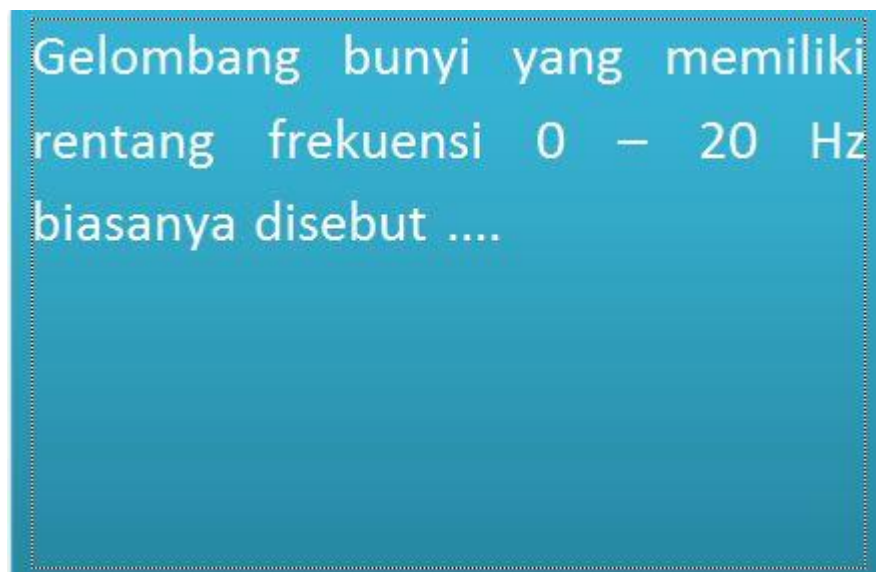 Gelombang bunyi yang memiliki
rentang frekuensi 0 – 20 Hz
biasanya disebut ....